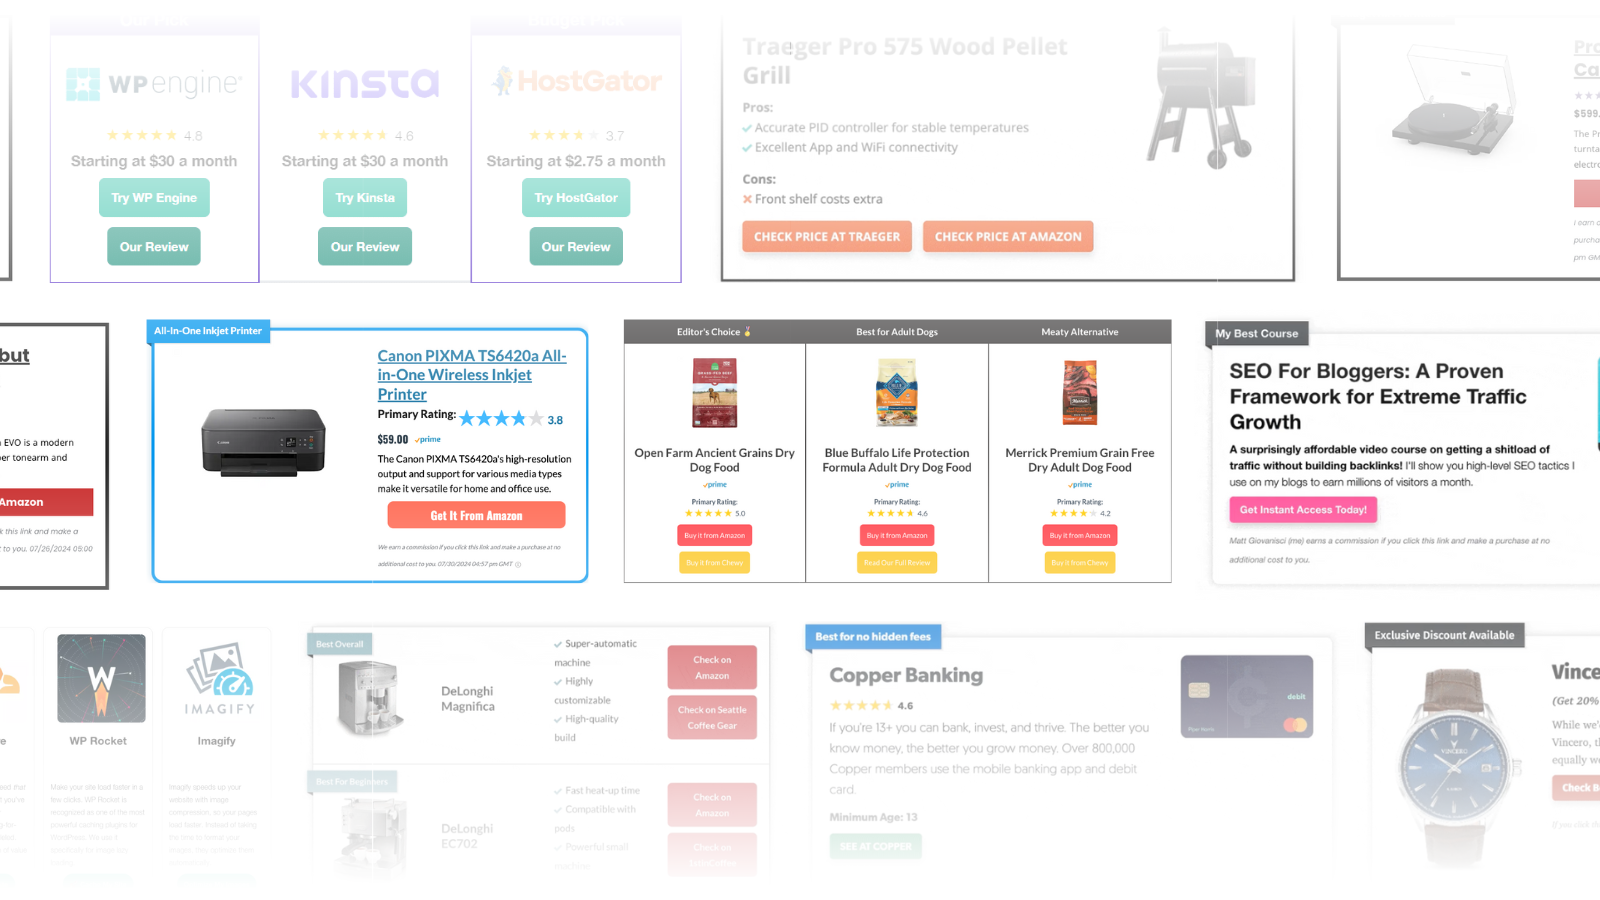 WP engine
4.8
Starting at $30 a month
Try WP Engine
Our Review
Kinsta
4.6
Starting at $30 a month
Try Kinsta
Our Review
HostGator
3.7
Starting at $2.75 a month
Try HostGator
Our Review
Traeger Pro 575 Wood Pellet
Grill
Pros:
Accurate PID controller for stable temperatures
Excellent App and WiFi connectivity
Cons:
Front shelf costs extra
CHECK PRICE AT TRAEGER
CHECK PRICE AT AMAZON
$599.
The Pr
turnta
electro
I earn c
purcha
pm GM
but
EVO is a modern
er tonearm and
Amazon
k this link and make a
t to you. 07/26/2024 05:00
All-In-One Inkjet Printer
Canon PIXMA TS6420a All-
in-One Wireless Inkjet
Printer
Primary Rating:
3.8
$59.00 prime
The Canon PIXMA TS6420a's high-resolution
output and support for various media types
make it versatile for home and office use.
Get It From Amazon
We earn a commission if you click this link and make a purchase at no
additional cost to you. 07/30/2024 04:57 pm GMT
Editor's Choice
Open Farm Ancient Grains Dry
Dog Food
prime
Primary Rating:
5.0
Buy it from Amazon
Buy it from Chewy
Best for Adult Dogs
Blue Buffalo Life Protection
Formula Adult Dry Dog Food
prime
Primary Rating:
4.6
Buy it from Amazon
Read Our Full Review
Meaty Alternative
Merrick Premium Grain Free
Dry Adult Dog Food
prime
Primary Rating:
4.2
Buy it from Amazon
Buy it from Chewy
My Best Course
SEO For Bloggers: A Proven
Framework for Extreme Traffic
Growth
A surprisingly affordable video course on getting a shitload of
traffic without building backlinks! I'll show you high-level SEO tactics I
use on my blogs to earn millions of visitors a month.
Get Instant Access Today!
Matt Giovanisci (me) earns a commission if you click this link and make a purchase at no
additional cost to you.
W
WP Rocket
IMAGIFY
Imagify
Imagify speeds up your
website with image
Best Overall
DeLonghi
Magnifica
Super-automatic
machine
Highly
customizable
High-quality
build
Check on
Amazon
Check on Seattle
Coffee Gear
Best For Beginners
DeLonghi
EC702
Fast heat-up time
Compatible with
pods
Powerful small
machine
Check on
Amazon
Check on
Best for no hidden fees
Copper Banking
4.6
If you're 13+ you can bank, invest, and thrive. The better you
know money, the better you grow money. Over 800,000
Copper members use the mobile banking app and debit
card.
Minimum Age: 13
SEE AT COPPER
debit
Exclusive Discount Available
VINCERO
Vince
(Get 20%
While we'
Vincero, th
equally we
Check B
If you click thi